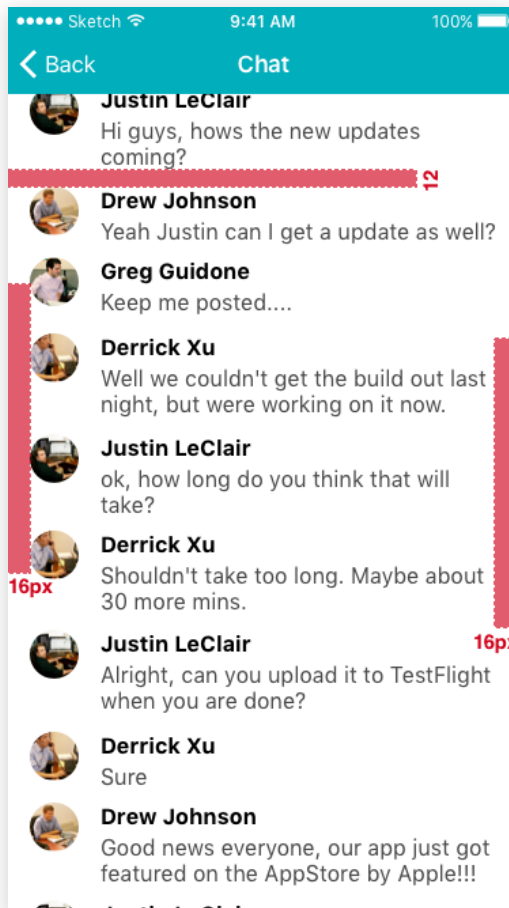 Sketch 9:41 AM 100%
Back Chat
Justin LeClair
Hi guys, hows the new updates
coming?
12
Drew Johnson
Yeah Justin can I get a update as well?
Greg Guidone
Keep me posted....
Derrick Xu
Well we couldn't get the build out last
night, but were working on it now.
Justin LeClair
ok, how long do you think that will
take?
Derrick Xu
Shouldn't take too long. Maybe about
30 more mins.
16px
Justin LeClair
16px
Alright, can you upload it to TestFlight
when you are done?
Derrick Xu
Sure
Drew Johnson
Good news everyone, our app just got
featured on the AppStore by Apple!!!